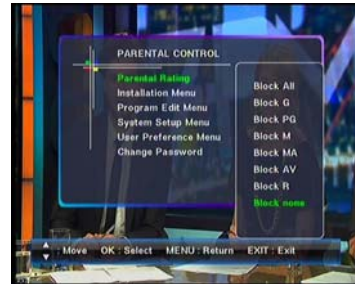 PARENTAL CONTROL
Parental Rating
Installation Menu
Program Edit Menu
System Setup Menu
User Preference Menu
Change Password
Block All
Block G
Block PG
Block M
Block MA
Block AV
Block R
Block none
: Move OK : Select MENU : Return EXIT : Exit